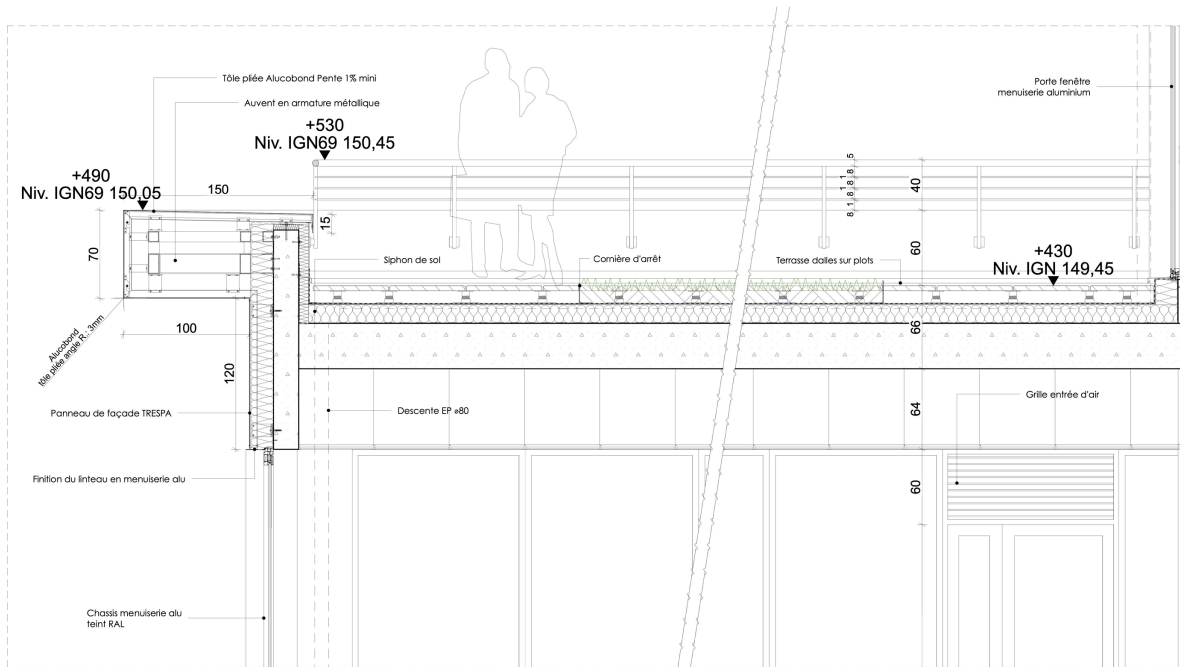 Tôle pliée Alucobond Pente 1% mini
Auvent en armature métallique
Porte fenêtre
menuiserie aluminium
+530
Niv. IGN69 150,45
+490
Niv. IGN69 150,05
150
5
8
1
8
1
8
1
8
40
15
70
60
Siphon de sol
Cornière d'arrêt
Terrasse dalles sur plots
+430
Niv. IGN 149,45
100
Alucobond
tôle pliée angle R.: 3mm
66
120
Panneau de façade TRESPA
Descente EP ø80
64
Grille entrée d'air
Finition du linteau en menuiserie alu
60
Chassis menuiserie alu
teint RAL